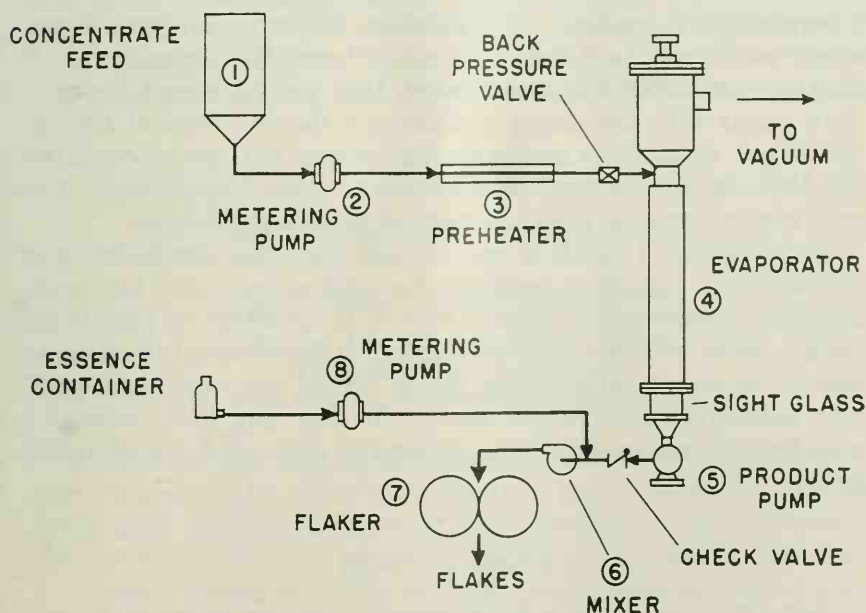 CONCENTRATE
FEED
①
BACK
PRESSURE
VALVE
TO
VACUUM
METERING
PUMP
②
③
PREHEATER
EVAPORATOR
④
ESSENCE
CONTAINER
⑧
METERING
PUMP
SIGHT GLASS
⑤ PRODUCT
PUMP
⑦
FLAKER
FLAKES
⑥
MIXER
CHECK VALVE